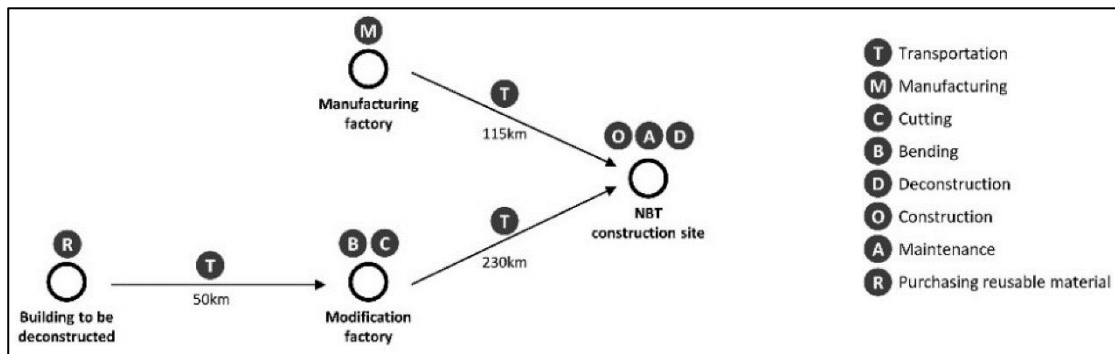 M
Manufacturing
factory
T
115km
O A D
NBT
construction site
R
Building to be
deconstructed
T
50km
B C
Modification
factory
T
230km
T Transportation
M Manufacturing
C Cutting
B Bending
D Deconstruction
O Construction
A Maintenance
R Purchasing reusable material